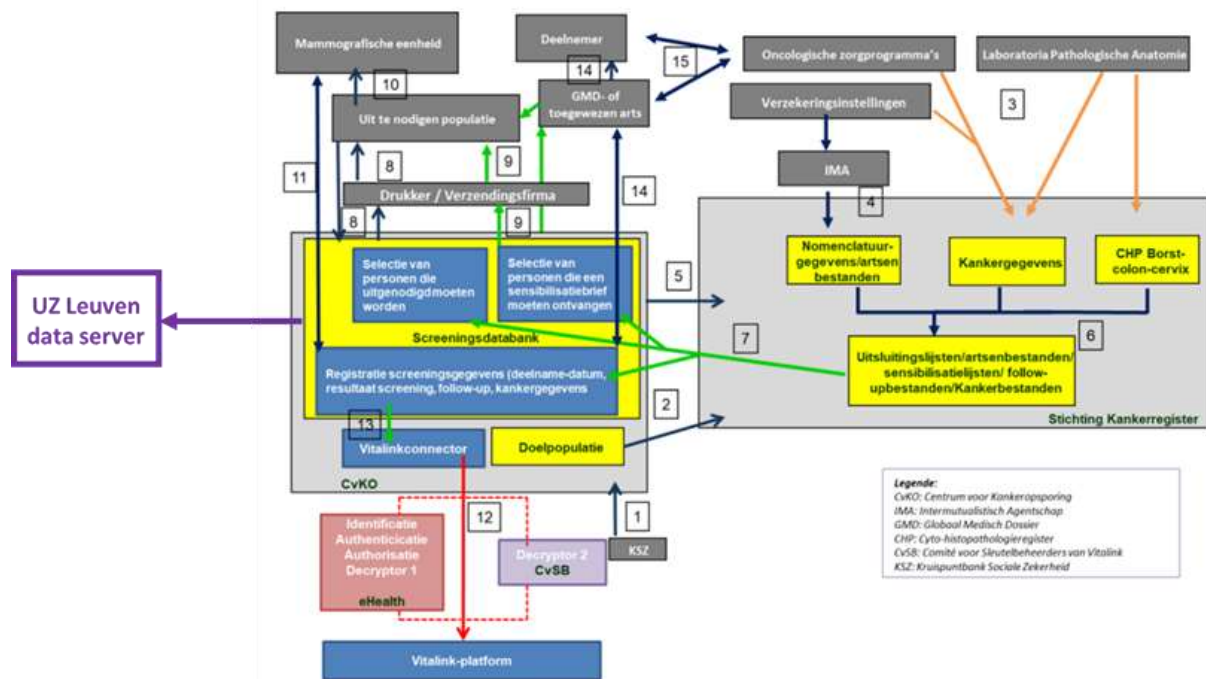 Mammografische eenheid
Deelnemer
Oncologische zorgprogramma's
Laboratoria Pathologische Anatomie
14
15
10
GMD- of
toegewezen arts
Verzekeringsinstellingen
3
Uit te nodigen populatie
8
9
IMA
11
Drukker / Verzendingsfirma
14
4
8
9
Selectie van
personen die
uitgenodigd moeten
worden
Selectie van
personen die een
sensibilisatiebrief
moeten ontvangen
Nomenclatuur-
gegevens/artsen
bestanden
Kankergegevens
CHP Borst-
colon-cervix
5
UZ Leuven
data server
Screeningsdatabank
7
6
Registratie screeningsgegevens (deelname-datum,
resultaat screening, follow-up, kankergegevens
Uitsluitingslijsten/artsenbestanden/
sensibilisatielijsten/ follow-
upbestanden/Kankerbestanden
2
Stichting Kankerregister
13
Vitalinkconnector
Doelpopulatie
CvKO
12
1
KSZ
Identificatie
Authenticicatie
Authorisatie
Decryptor 1
eHealth
Decryptor 2
CvSB
Vitalink-platform
Legende:
CvKO: Centrum voor Kankeropsporing
IMA: Intermutualistisch Agentschap
GMD: Globaal Medisch Dossier
CHP: Cyto-histopathologieregister
CvSB: Comité voor Sleutelbeheerders van Vitalink
KSZ: Kruispuntbank Sociale Zekerheid